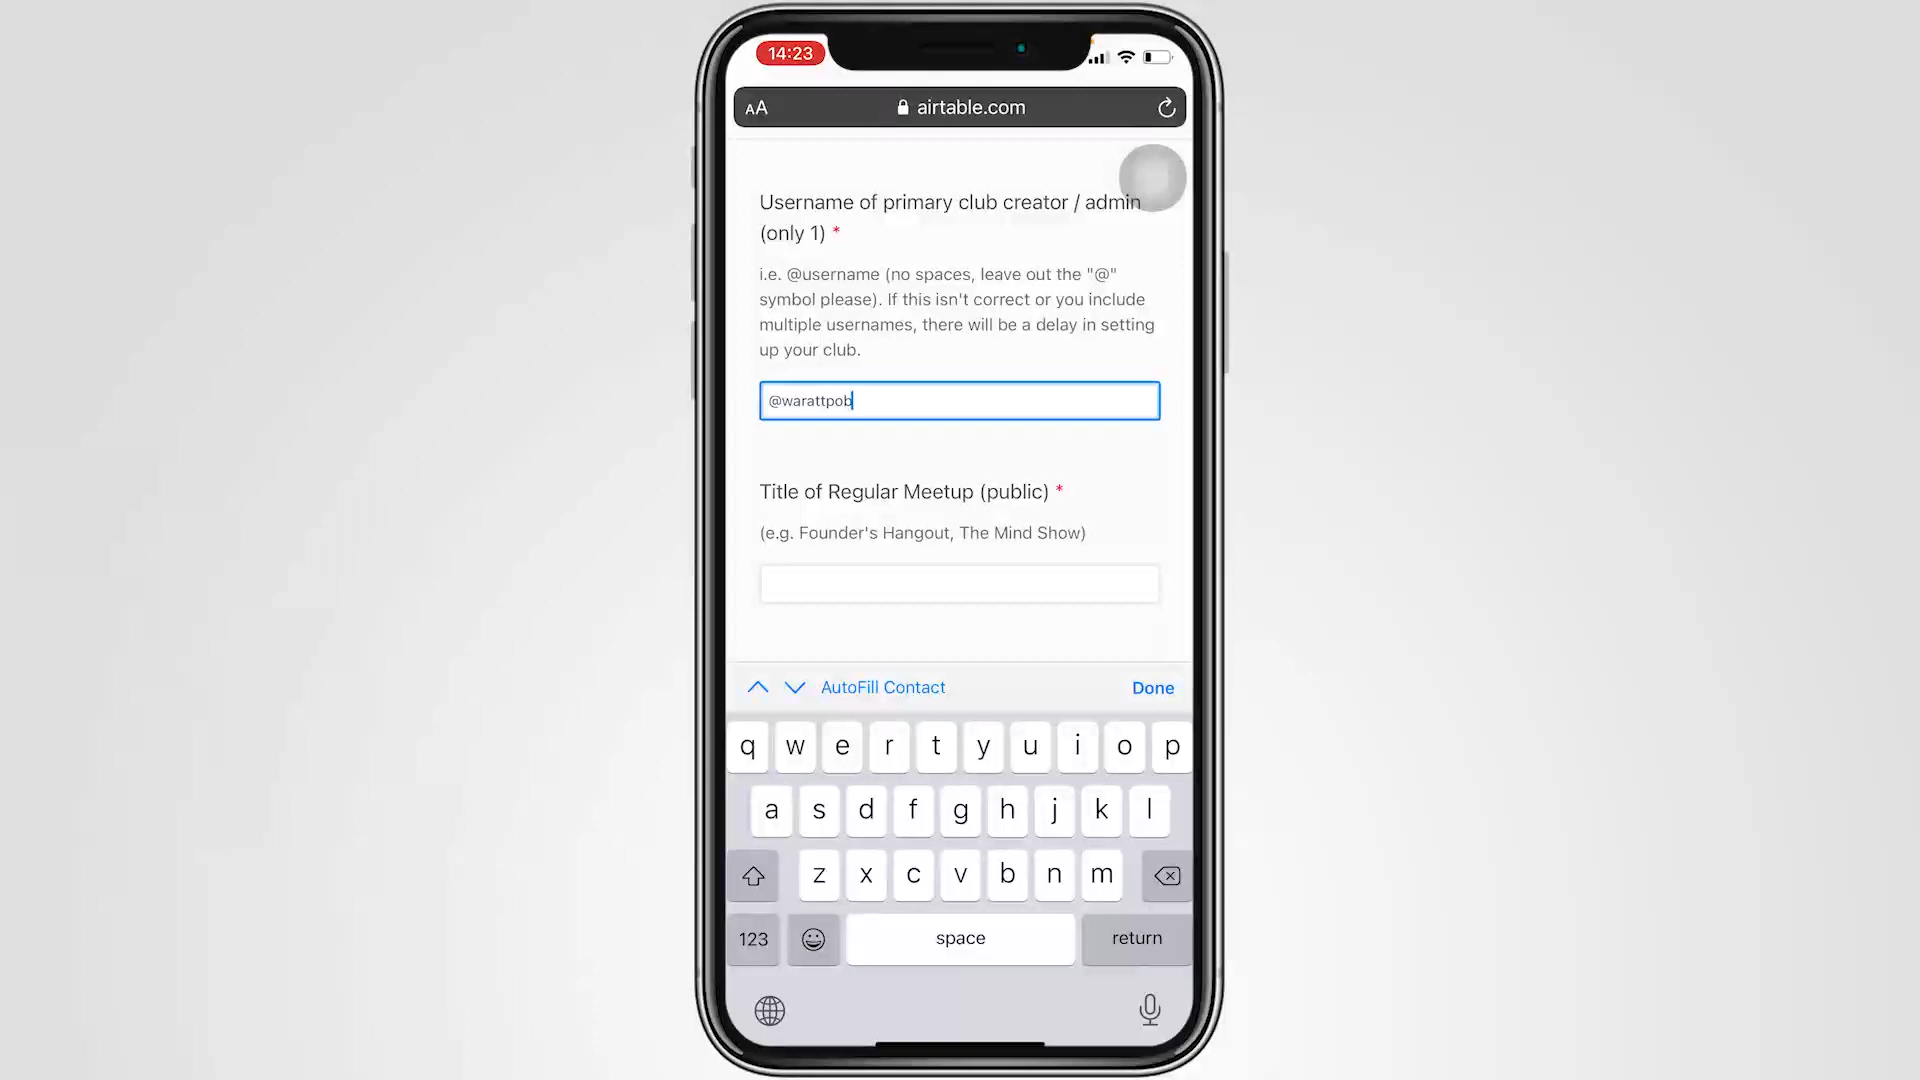 14:23
AA airtable.com
Username of primary club creator / admin
(only 1) *
i.e. @username (no spaces, leave out the "@"
symbol please). If this isn't correct or you include
multiple usernames, there will be a delay in setting
up your club.
@warattpob
Title of Regular Meetup (public) *
(e.g. Founder's Hangout, The Mind Show)
AutoFill Contact Done
q w e r t y u i o p
a s d f g h j k l
z x c v b n m
123 space return